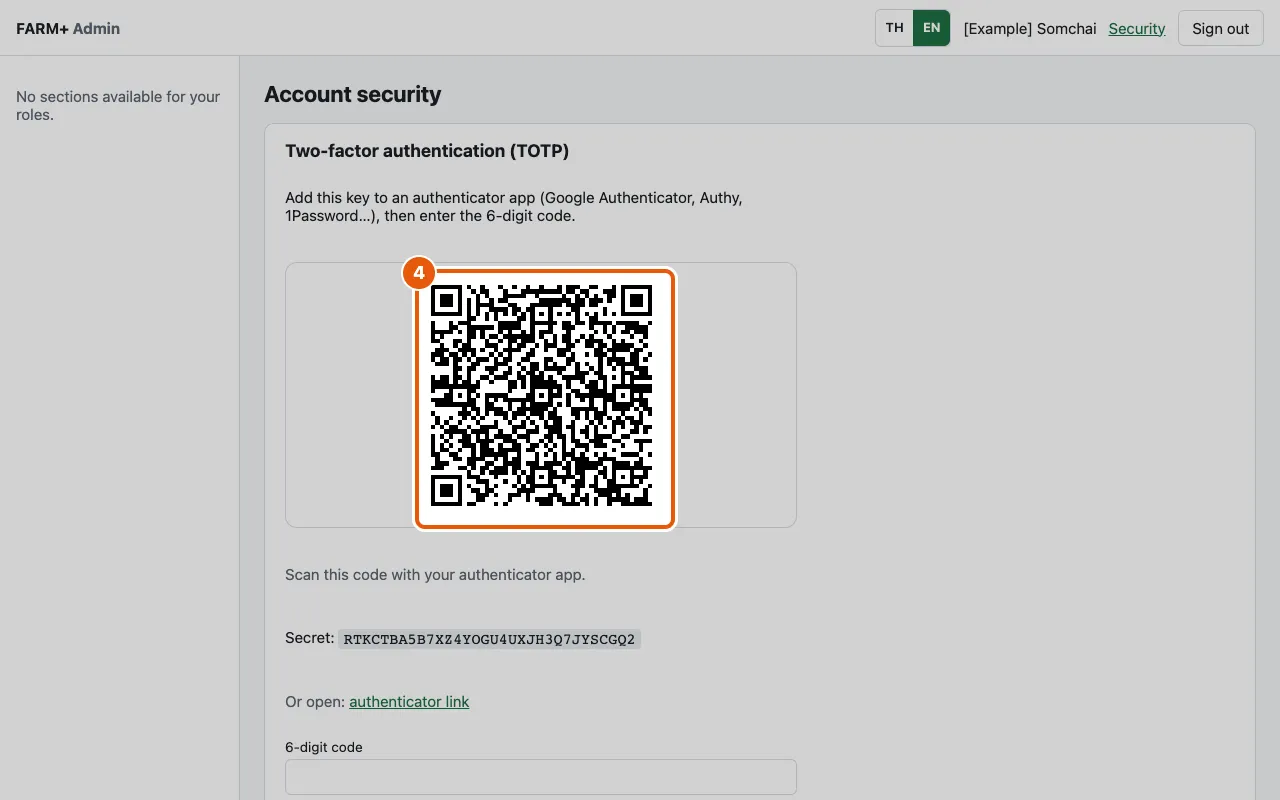 FARM+ Admin
TH EN [Example] Somchai Security Sign out
No sections available for your
roles.
Account security
Two-factor authentication (TOTP)
Add this key to an authenticator app (Google Authenticator, Authy,
1Password...), then enter the 6-digit code.
4
Scan this code with your authenticator app.
Secret: RTKCTBA5B7XZ4YOGU4UXJH3Q7JYSCGQ2
Or open: authenticator link
6-digit code